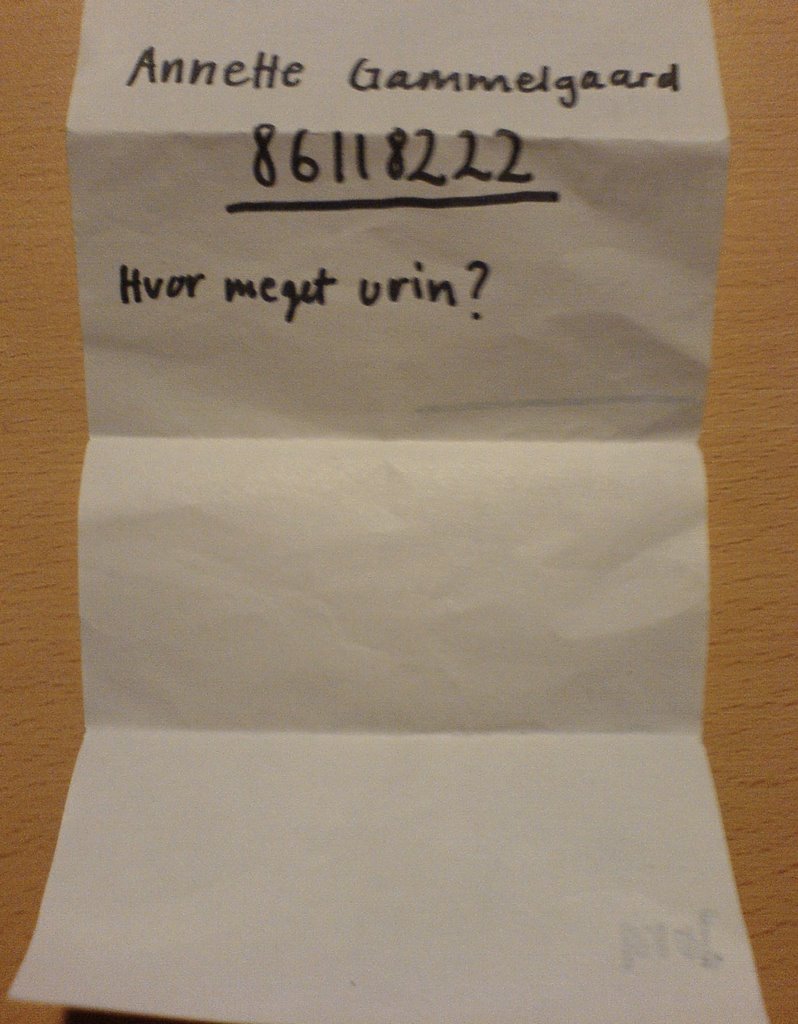 Annette Gammelgaard
86118222
Hvor meget urin?